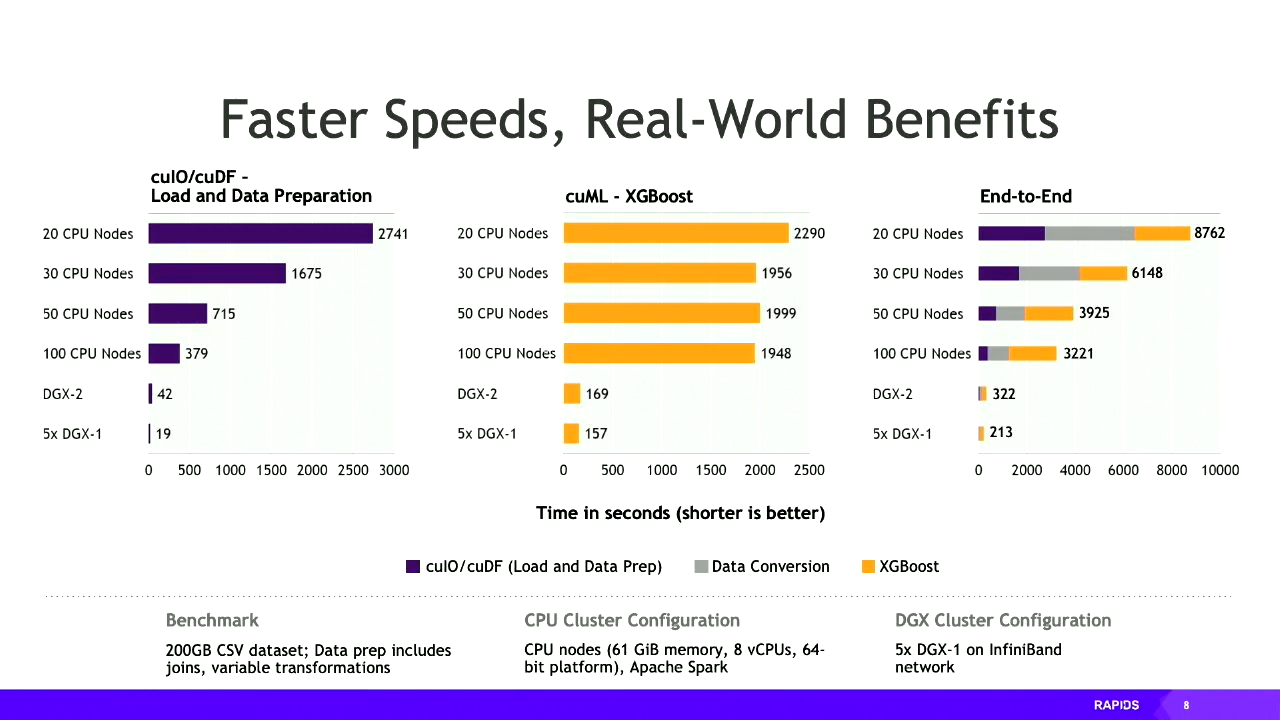 Faster Speeds, Real-World Benefits
cuIO/cuDF –
Load and Data Preparation
20 CPU Nodes 2741
30 CPU Nodes 1675
50 CPU Nodes 715
100 CPU Nodes 379
DGX-2 42
5x DGX-1 19
0 500 1000 1500 2000 2500 3000
cuML - XGBoost
20 CPU Nodes 2290
30 CPU Nodes 1956
50 CPU Nodes 1999
100 CPU Nodes 1948
DGX-2 169
5x DGX-1 157
0 500 1000 1500 2000 2500
End-to-End
20 CPU Nodes 8762
30 CPU Nodes 6148
50 CPU Nodes 3925
100 CPU Nodes 3221
DGX-2 322
5x DGX-1 213
0 2000 4000 6000 8000 10000
Time in seconds (shorter is better)
cuIO/cuDF (Load and Data Prep) Data Conversion XGBoost
Benchmark
200GB CSV dataset; Data prep includes
joins, variable transformations
CPU Cluster Configuration
CPU nodes (61 GiB memory, 8 vCPUs, 64-
bit platform), Apache Spark
DGX Cluster Configuration
5x DGX-1 on InfiniBand
network
RAPIDS 8